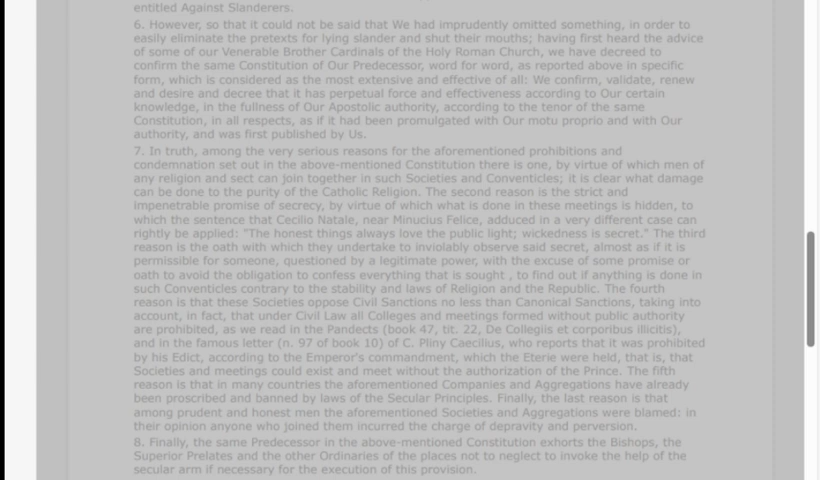 entitled Against Slanderers.
6. However, so that it could not be said that We had imprudently omitted something, in order to
easily eliminate the pretexts for lying slander and shut their mouths; having first heard the advice
of some of our Venerable Brother Cardinals of the Holy Roman Church, we have decreed to
confirm the same Constitution of Our Predecessor, word for word, as reported above in specific
form, which is considered as the most extensive and effective of all: We confirm, validate, renew
and desire and decree that it has perpetual force and effectiveness according to Our certain
knowledge, in the fullness of Our Apostolic authority, according to the tenor of the same
Constitution, in all respects, as if it had been promulgated with Our motu proprio and with Our
authority, and was first published by Us.
7. In truth, among the very serious reasons for the aforementioned prohibitions and
condemnation set out in the above-mentioned Constitution there is one, by virtue of which men of
any religion and sect can join together in such Societies and Conventicles; it is clear what damage
can be done to the purity of the Catholic Religion. The second reason is the strict and
impenetrable promise of secrecy, by virtue of which what is done in these meetings is hidden, to
which the sentence that Cecilio Natale, near Minucius Felice, adduced in a very different case can
rightly be applied: "The honest things always love the public light; wickedness is secret." The third
reason is the oath with which they undertake to inviolably observe said secret, almost as if it is
permissible for someone, questioned by a legitimate power, with the excuse of some promise or
oath to avoid the obligation to confess everything that is sought , to find out if anything is done in
such Conventicles contrary to the stability and laws of Religion and the Republic. The fourth
reason is that these Societies oppose Civil Sanctions no less than Canonical Sanctions, taking into
account, in fact, that under Civil Law all Colleges and meetings formed without public authority
are prohibited, as we read in the Pandects (book 47, tit. 22, De Collegiis et corporibus illicitis),
and in the famous letter (n. 97 of book 10) of C. Pliny Caecilius, who reports that it was prohibited
by his Edict, according to the Emperor's commandment, which the Eterie were held, that is, that
Societies and meetings could exist and meet without the authorization of the Prince. The fifth
reason is that in many countries the aforementioned Companies and Aggregations have already
been proscribed and banned by laws of the Secular Principles. Finally, the last reason is that
among prudent and honest men the aforementioned Societies and Aggregations were blamed: in
their opinion anyone who joined them incurred the charge of depravity and perversion.
8. Finally, the same Predecessor in the above-mentioned Constitution exhorts the Bishops, the
Superior Prelates and the other Ordinaries of the places not to neglect to invoke the help of the
secular arm if necessary for the execution of this provision.